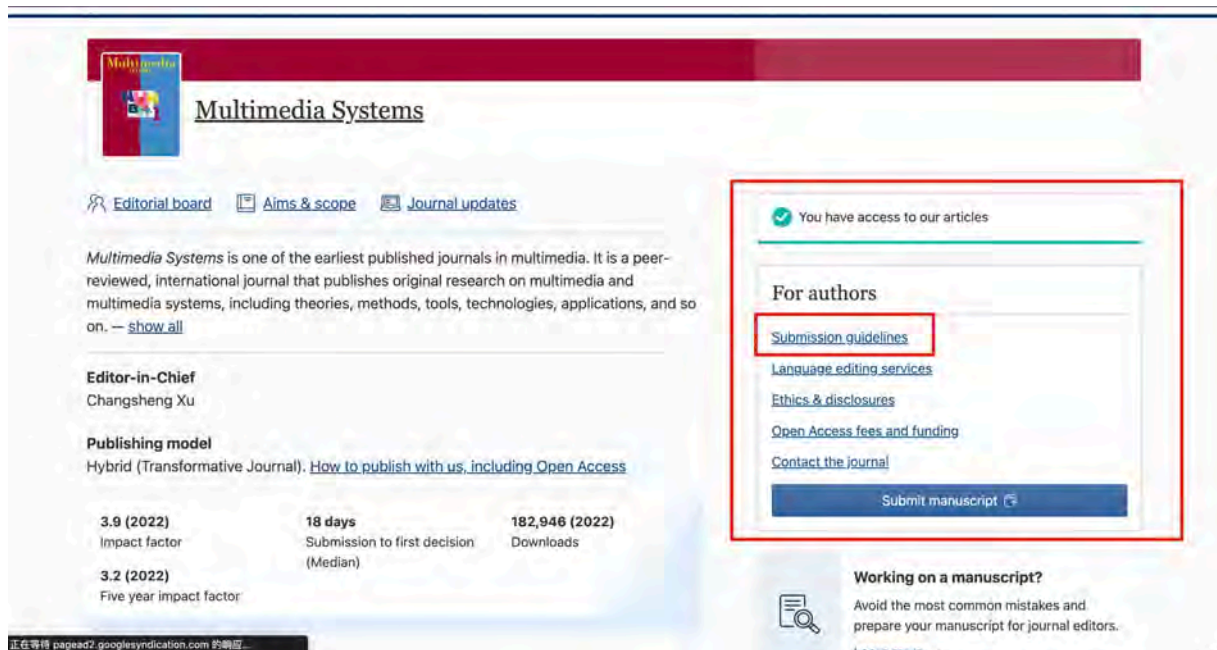 Multimedia
Multimedia Systems
Editorial board Aims & scope Journal updates
Multimedia Systems is one of the earliest published journals in multimedia. It is a peer-
reviewed, international journal that publishes original research on multimedia and
multimedia systems, including theories, methods, tools, technologies, applications, and so
on. — show all
Editor-in-Chief
Changsheng Xu
Publishing model
Hybrid (Transformative Journal). How to publish with us, including Open Access
3.9 (2022) 18 days 182,946 (2022)
Impact factor Submission to first decision Downloads
(Median)
3.2 (2022)
Five year impact factor
You have access to our articles
For authors
Submission guidelines
Language editing services
Ethics & disclosures
Open Access fees and funding
Contact the journal
Submit manuscript
Working on a manuscript?
Avoid the most common mistakes and
prepare your manuscript for journal editors.
正在等待 pagead2.googlesyndication.com 的响应...